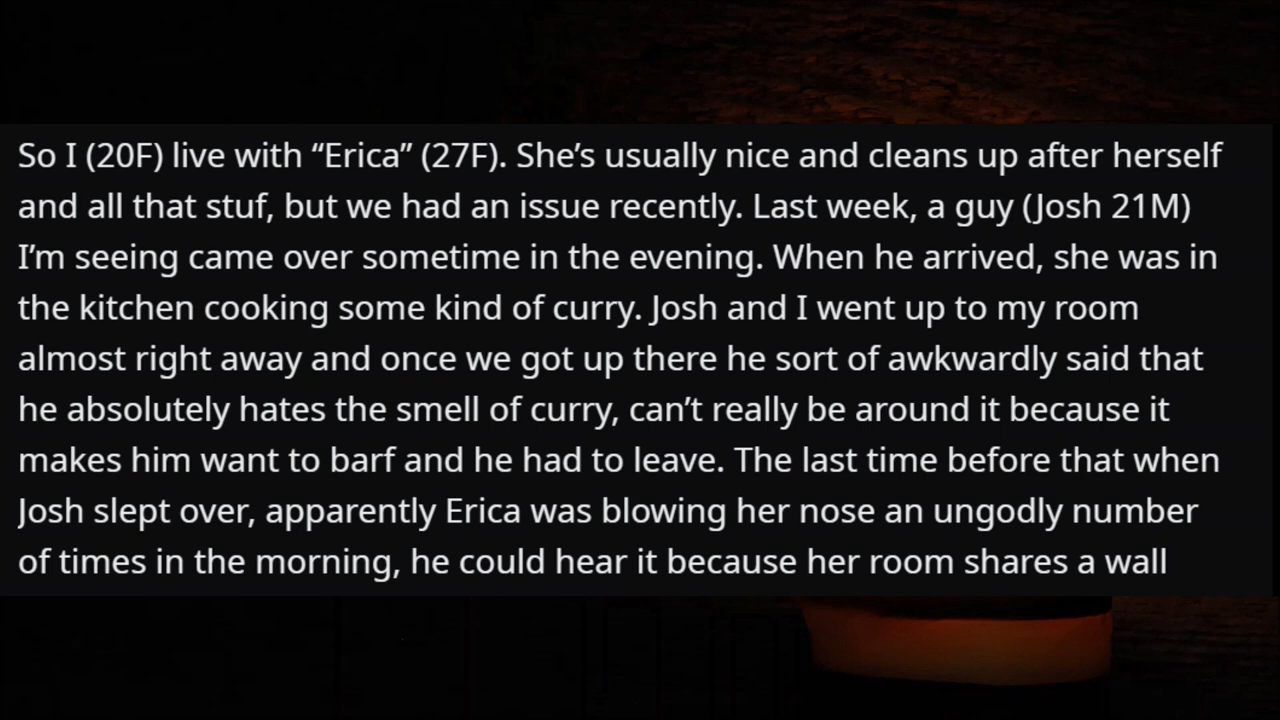 So I (20F) live with “Erica” (27F). She’s usually nice and cleans up after herself
and all that stuf, but we had an issue recently. Last week, a guy (Josh 21M)
I’m seeing came over sometime in the evening. When he arrived, she was in
the kitchen cooking some kind of curry. Josh and I went up to my room
almost right away and once we got up there he sort of awkwardly said that
he absolutely hates the smell of curry, can’t really be around it because it
makes him want to barf and he had to leave. The last time before that when
Josh slept over, apparently Erica was blowing her nose an ungodly number
of times in the morning, he could hear it because her room shares a wall